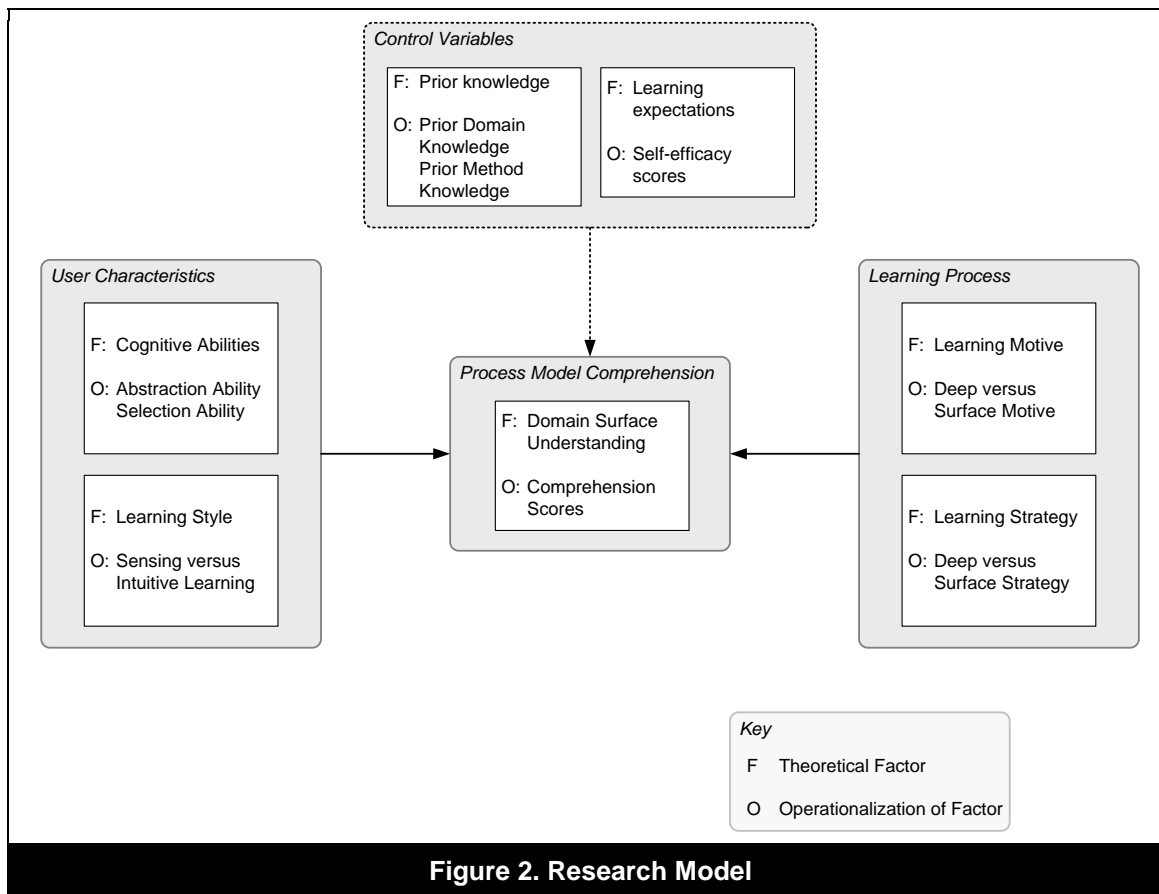 Control Variables
F: Prior knowledge
O: Prior Domain
Knowledge
Prior Method
Knowledge
F: Learning
expectations
O: Self-efficacy
scores
User Characteristics
F: Cognitive Abilities
O: Abstraction Ability
Selection Ability
F: Learning Style
O: Sensing versus
Intuitive Learning
Process Model Comprehension
F: Domain Surface
Understanding
O: Comprehension
Scores
Learning Process
F: Learning Motive
O: Deep versus
Surface Motive
F: Learning Strategy
O: Deep versus
Surface Strategy
Key
F Theoretical Factor
O Operationalization of Factor
Figure 2. Research Model